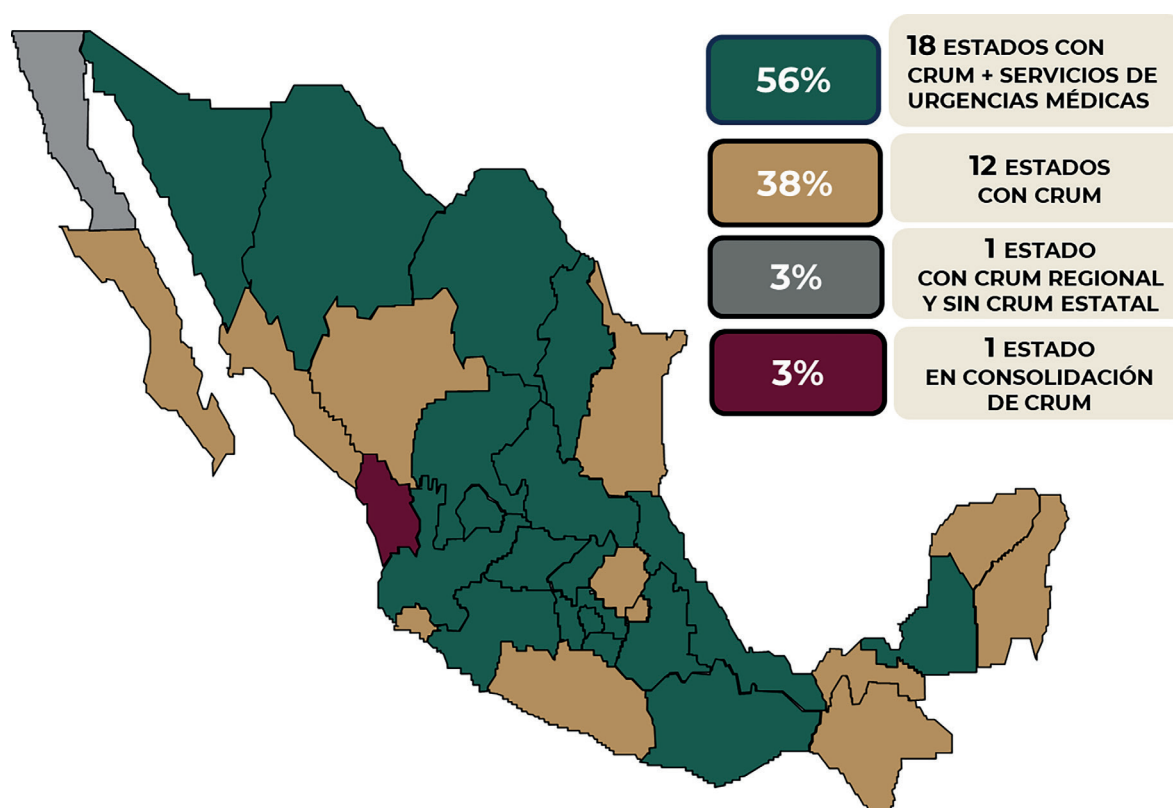 56%
18 ESTADOS CON
CRUM + SERVICIOS DE
URGENCIAS MÉDICAS
38%
12 ESTADOS
CON CRUM
3%
1 ESTADO
CON CRUM REGIONAL
Y SIN CRUM ESTATAL
3%
1 ESTADO
EN CONSOLIDACIÓN
DE CRUM